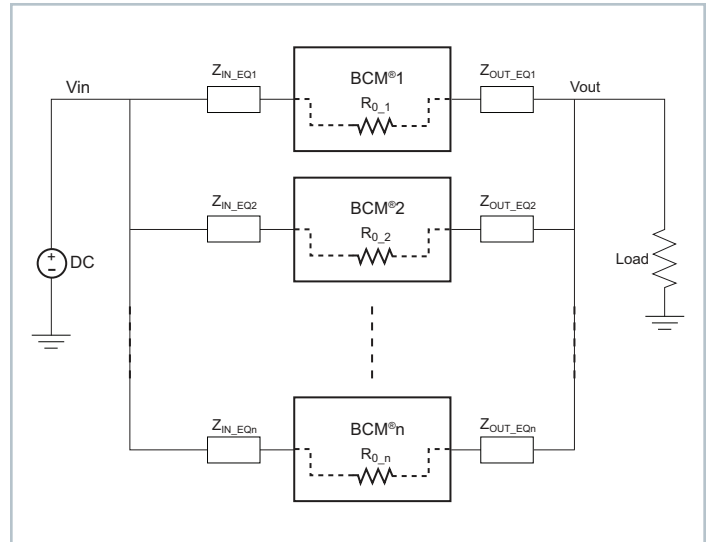 Z_IN_EQ1 BCM®1 Z_OUT_EQ1
Vin R_0_1 Vout
Z_IN_EQ2 BCM®2 Z_OUT_EQ2
R_0_2
+
- DC Load
Z_IN_EQn BCM®n Z_OUT_EQn
R_0_n